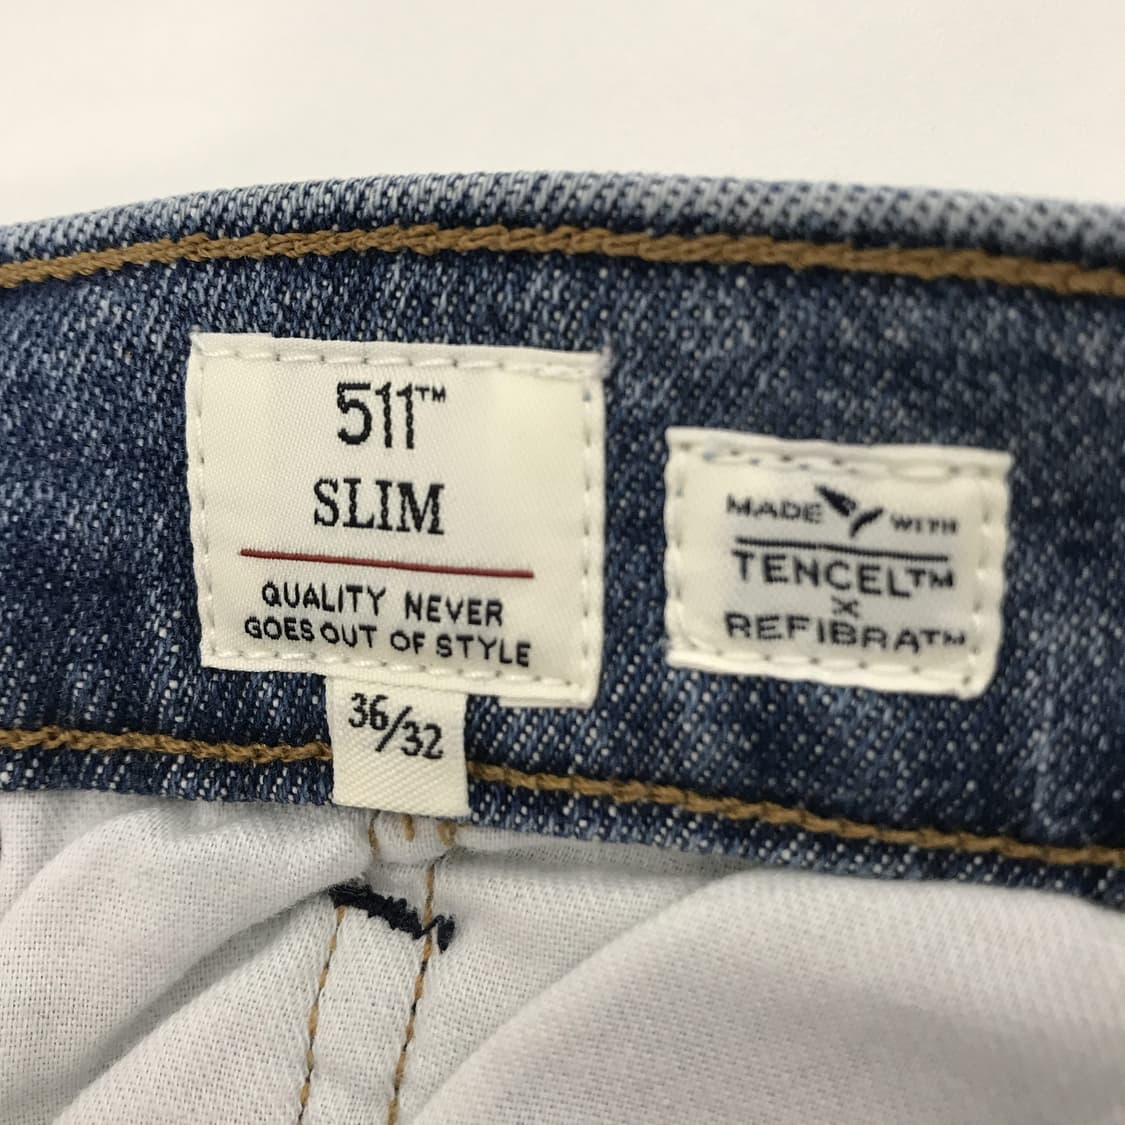 511™
SLIM
QUALITY NEVER
GOES OUT OF STYLE
36/32
MADE WITH
TENCEL™
X
REFIBRA™